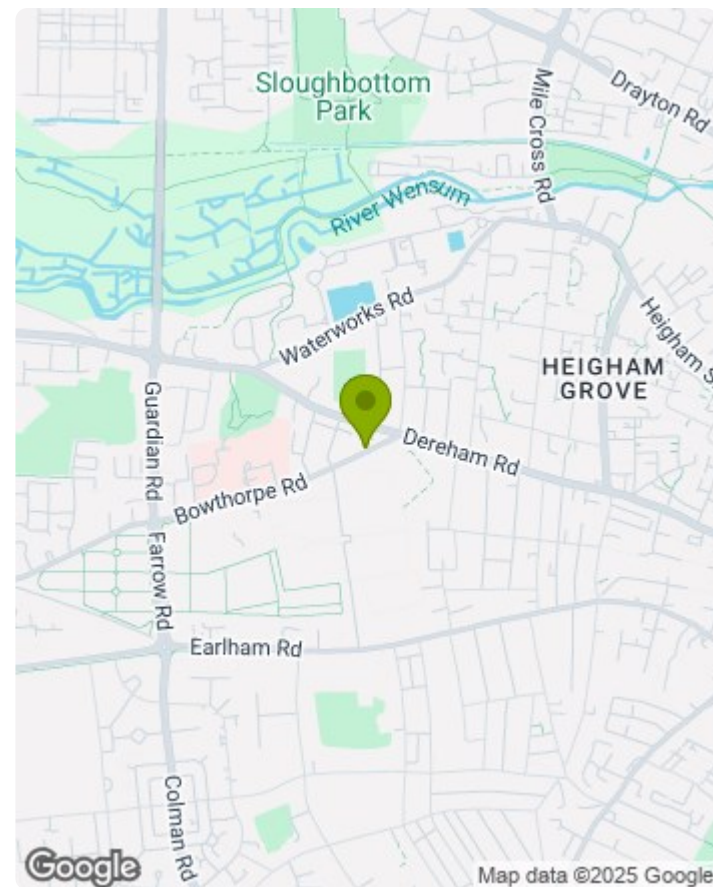 Sloughbottom
Park
Mile Cross Rd
Drayton Rd
River Wensum
Waterworks Rd
Heigham S
HEIGHAM
GROVE
Guardian Rd
Dereham Rd
Bowthorpe Rd
Farrow Rd
Earlham Rd
Colman Rd
Google
Map data ©2025 Google